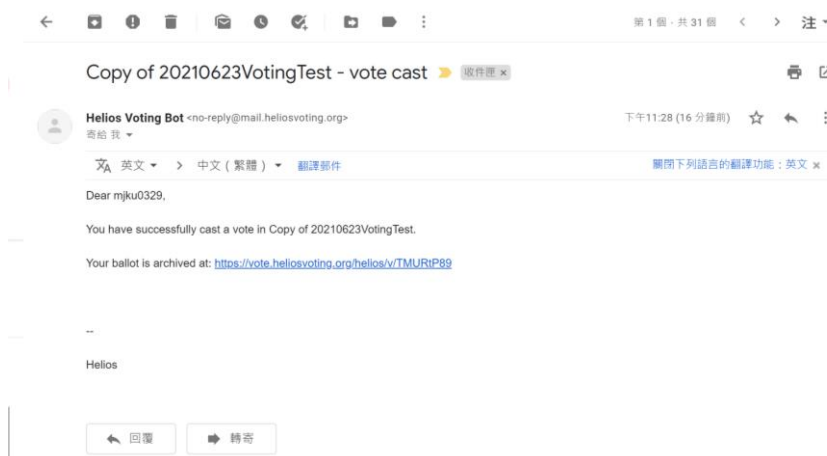 第 1 個，共 31 個 注
Copy of 20210623VotingTest - vote cast 收件匣 ×
Helios Voting Bot <no-reply@mail.heliosvoting.org> 下午11:28 (16 分鐘前)
寄給 我
英文 > 中文 ( 繁體 ) 翻譯郵件 關閉下列語言的翻譯功能：英文 ×
Dear mjku0329,
You have successfully cast a vote in Copy of 20210623VotingTest.
Your ballot is archived at: https://vote.heliosvoting.org/helios/v/TMURtP89
--
Helios
回覆 轉寄